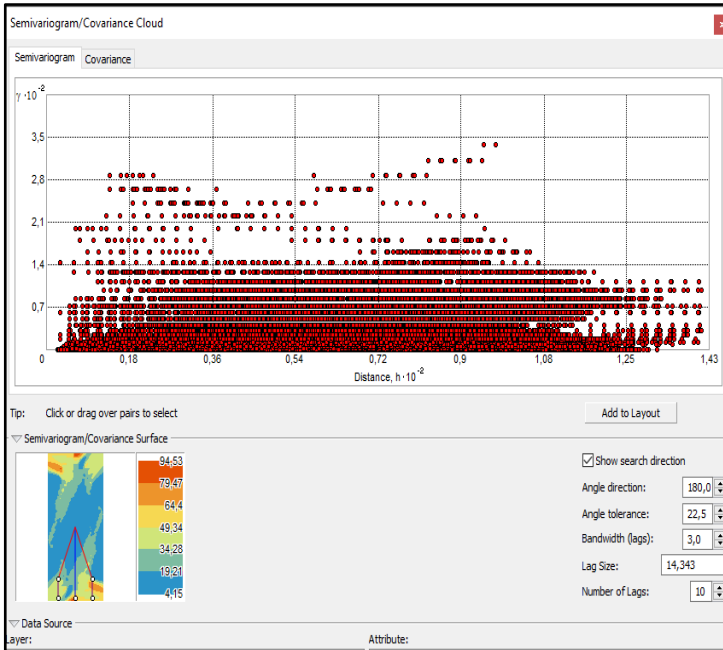 Semivariogram/Covariance Cloud
Semivariogram Covariance
γ·10⁻²
3,5
2,8
2,1
1,4
0,7
0 0,18 0,36 0,54 0,72 0,9 1,08 1,25 1,43
Distance, h·10⁻²
Tip: Click or drag over pairs to select Add to Layout
Semivariogram/Covariance Surface
94,53
79,47
64,4
49,34
34,28
19,21
4,15
Show search direction
Angle direction: 180,0
Angle tolerance: 22,5
Bandwidth (lags): 3,0
Lag Size: 14,343
Number of Lags: 10
Data Source
Layer: Attribute: